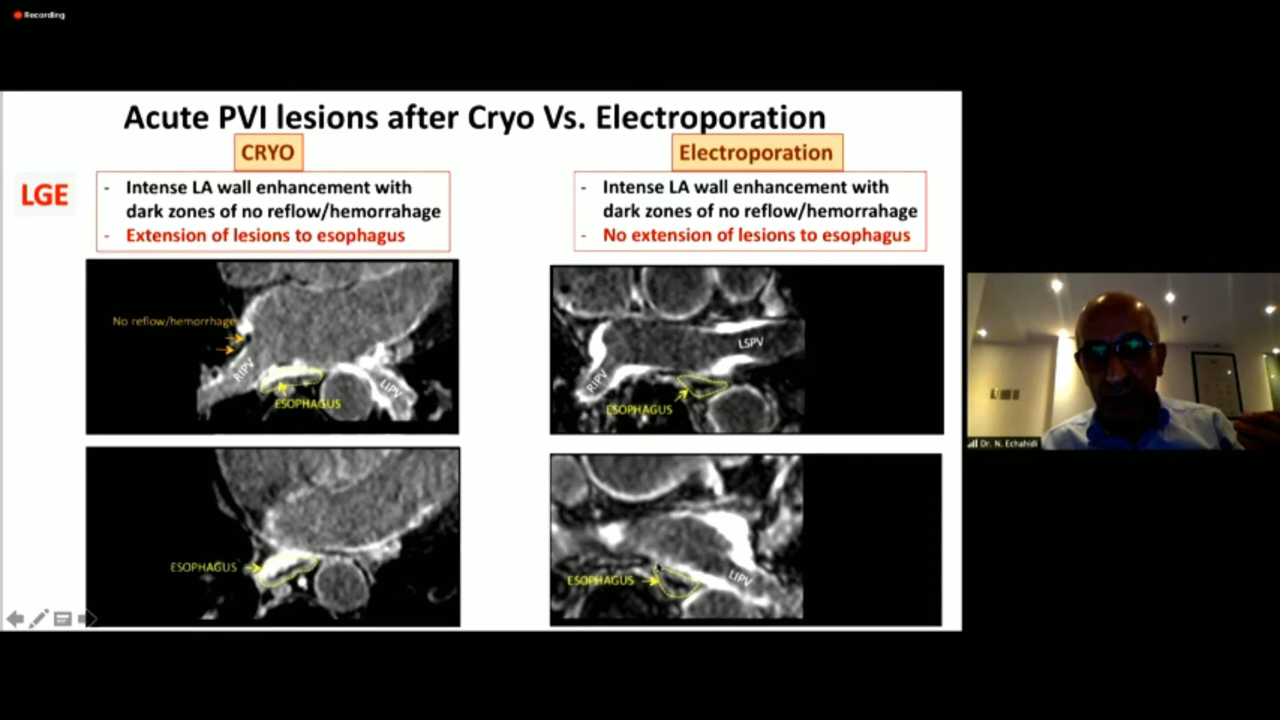 Recording
Acute PVI lesions after Cryo Vs. Electroporation
CRYO
Electroporation
LGE
- Intense LA wall enhancement with
dark zones of no reflow/hemorrahage
- Extension of lesions to esophagus
- Intense LA wall enhancement with
dark zones of no reflow/hemorrahage
- No extension of lesions to esophagus
No reflow/hemorrhage
RIPV
LIPV
ESOPHAGUS
LSPV
RIPV
ESOPHAGUS
ESOPHAGUS
ESOPHAGUS
LIPV
Dr. N. Echahidi